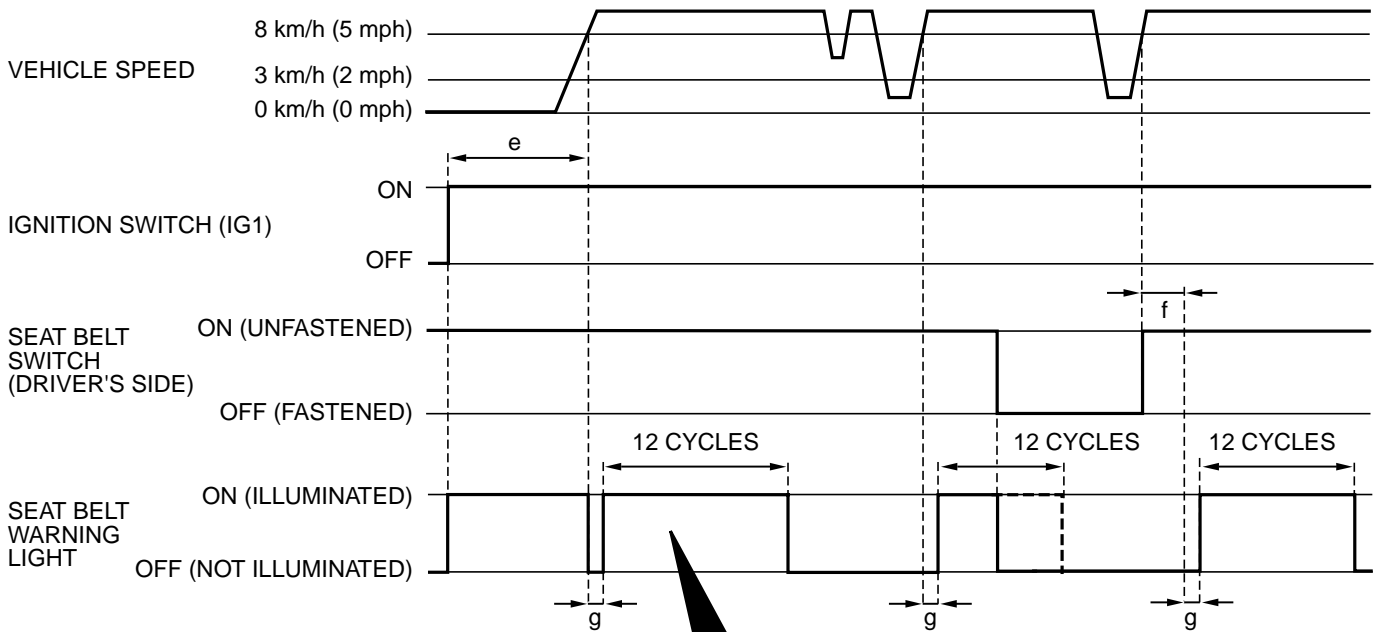 8 km/h (5 mph)
VEHICLE SPEED
3 km/h (2 mph)
0 km/h (0 mph)
e
ON
IGNITION SWITCH (IG1)
OFF
f
ON (UNFASTENED)
SEAT BELT
SWITCH
(DRIVER'S SIDE)
OFF (FASTENED)
12 CYCLES
12 CYCLES
12 CYCLES
ON (ILLUMINATED)
SEAT BELT
WARNING
LIGHT
OFF (NOT ILLUMINATED)
g
g
g